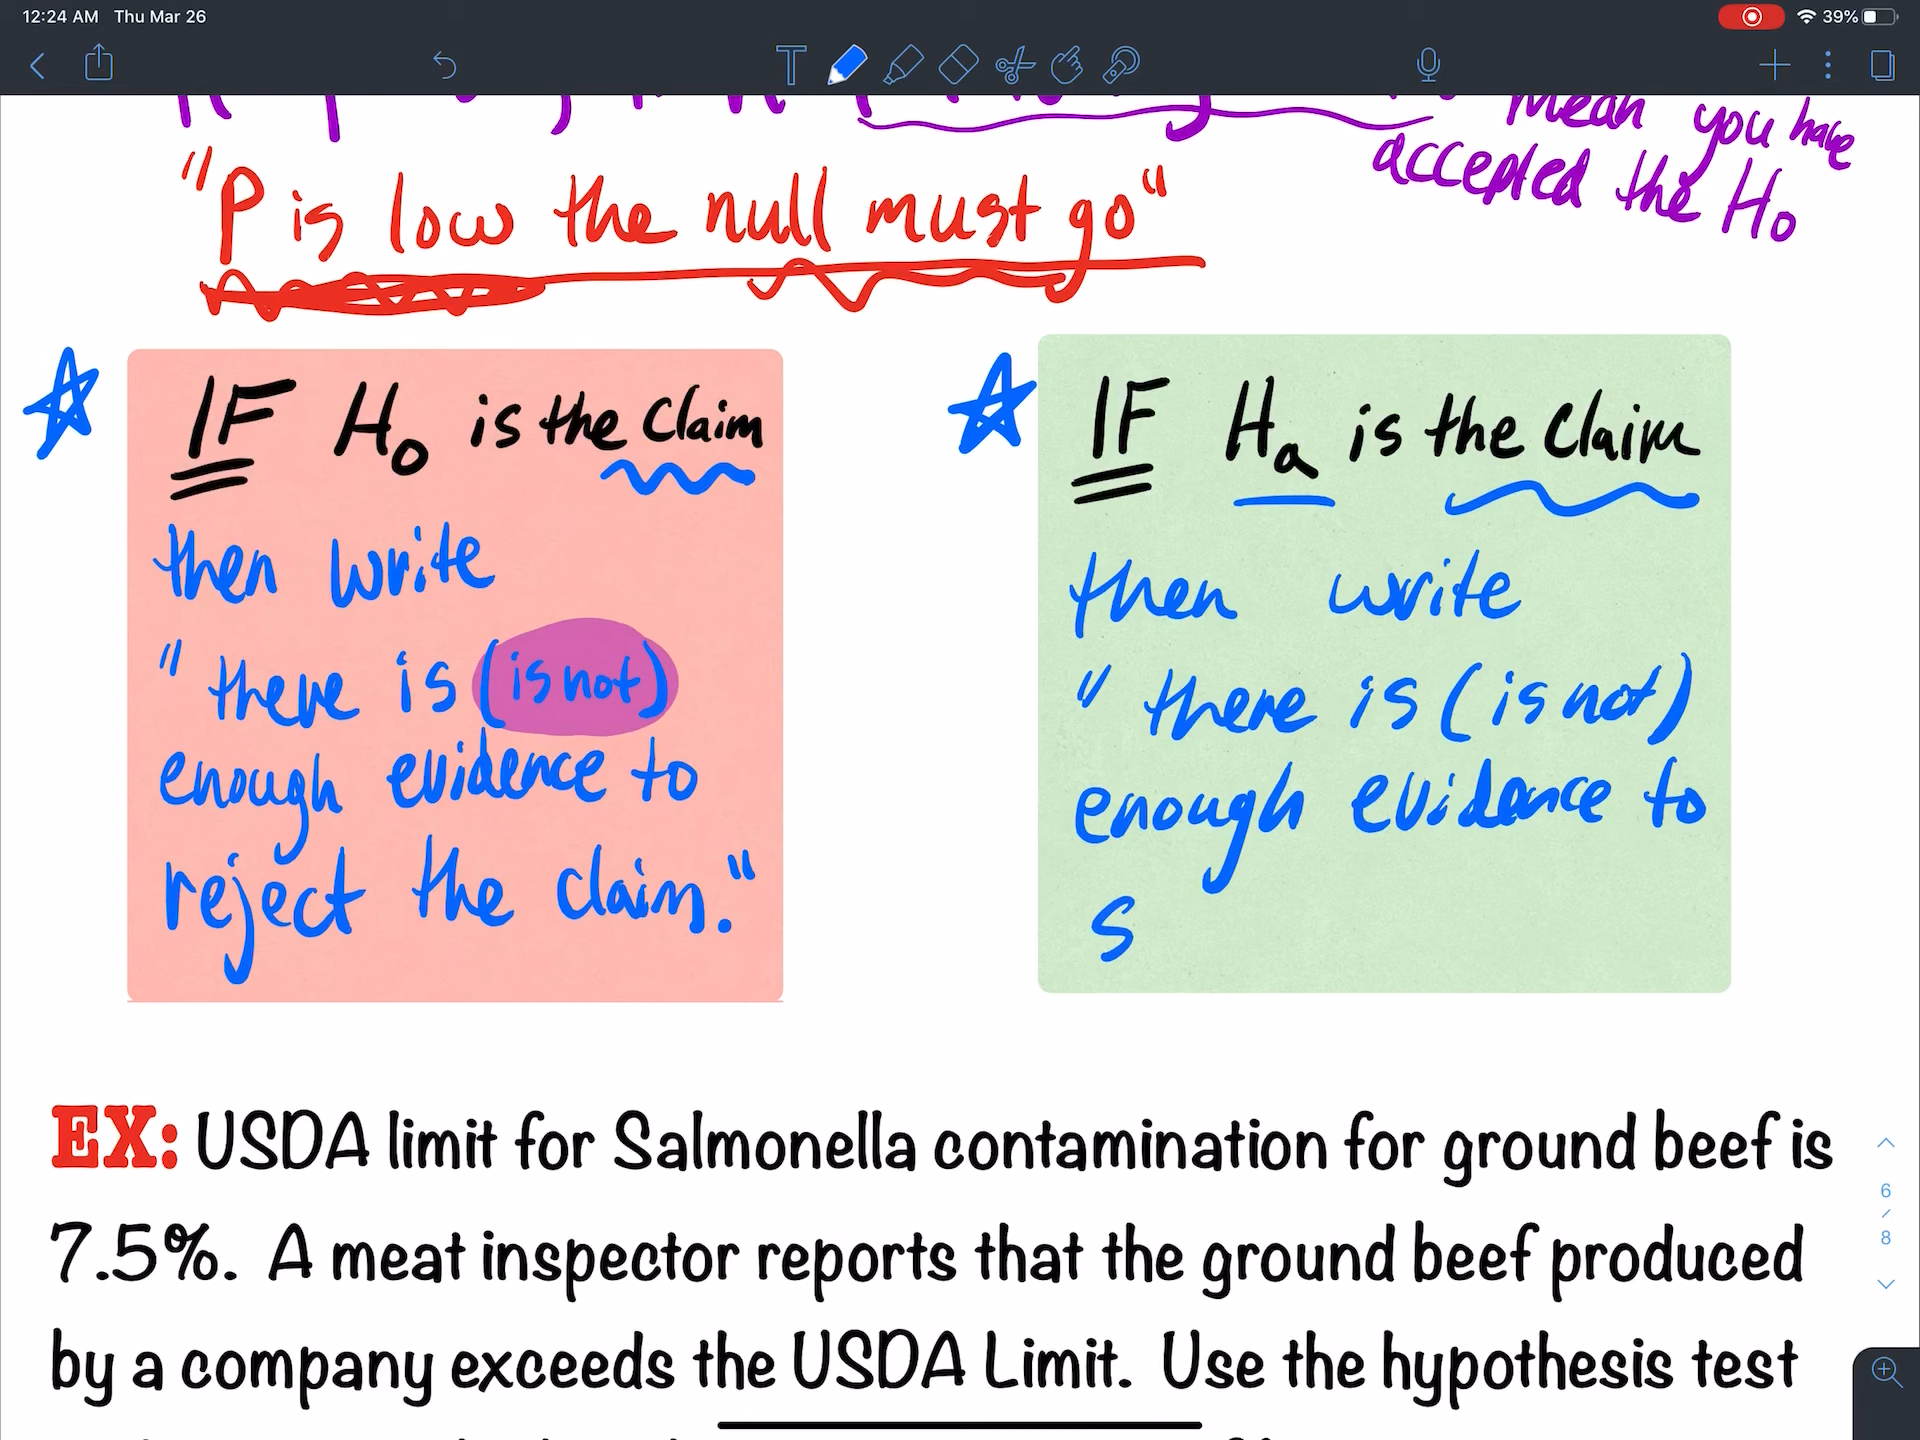 12:24 AM Thu Mar 26
39%
mean you have
accepted the Ho
"P is low the null must go"
IF Ho is the Claim
then write
"there is (is not)
enough evidence to
reject the claim."
IF Ha is the Claim
then write
"there is (is not)
enough evidence to
s
EX: USDA limit for Salmonella contamination for ground beef is
7.5%. A meat inspector reports that the ground beef produced
by a company exceeds the USDA Limit. Use the hypothesis test
6
/
8